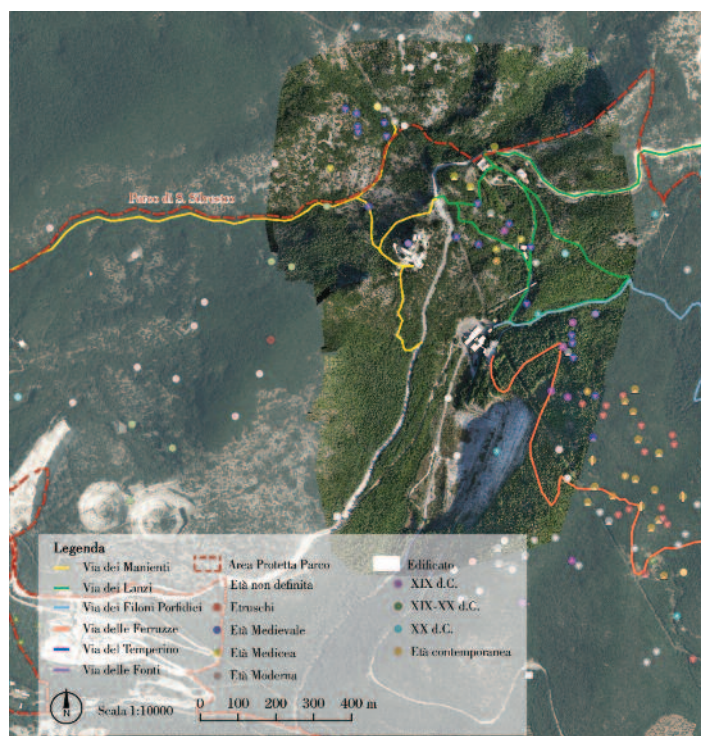 Parco di S. Silvestro
Legenda
Via dei Manienti
Via dei Lanzi
Via dei Filoni Porfidici
Via delle Ferruzze
Via del Temperino
Via delle Fonti
Area Protetta Parco
Età non definita
Etruschi
Età Medievale
Età Medicea
Età Moderna
Edificato
XIX d.C.
XIX-XX d.C.
XX d.C.
Età contemporanea
N
Scala 1:10000
0 100 200 300 400 m